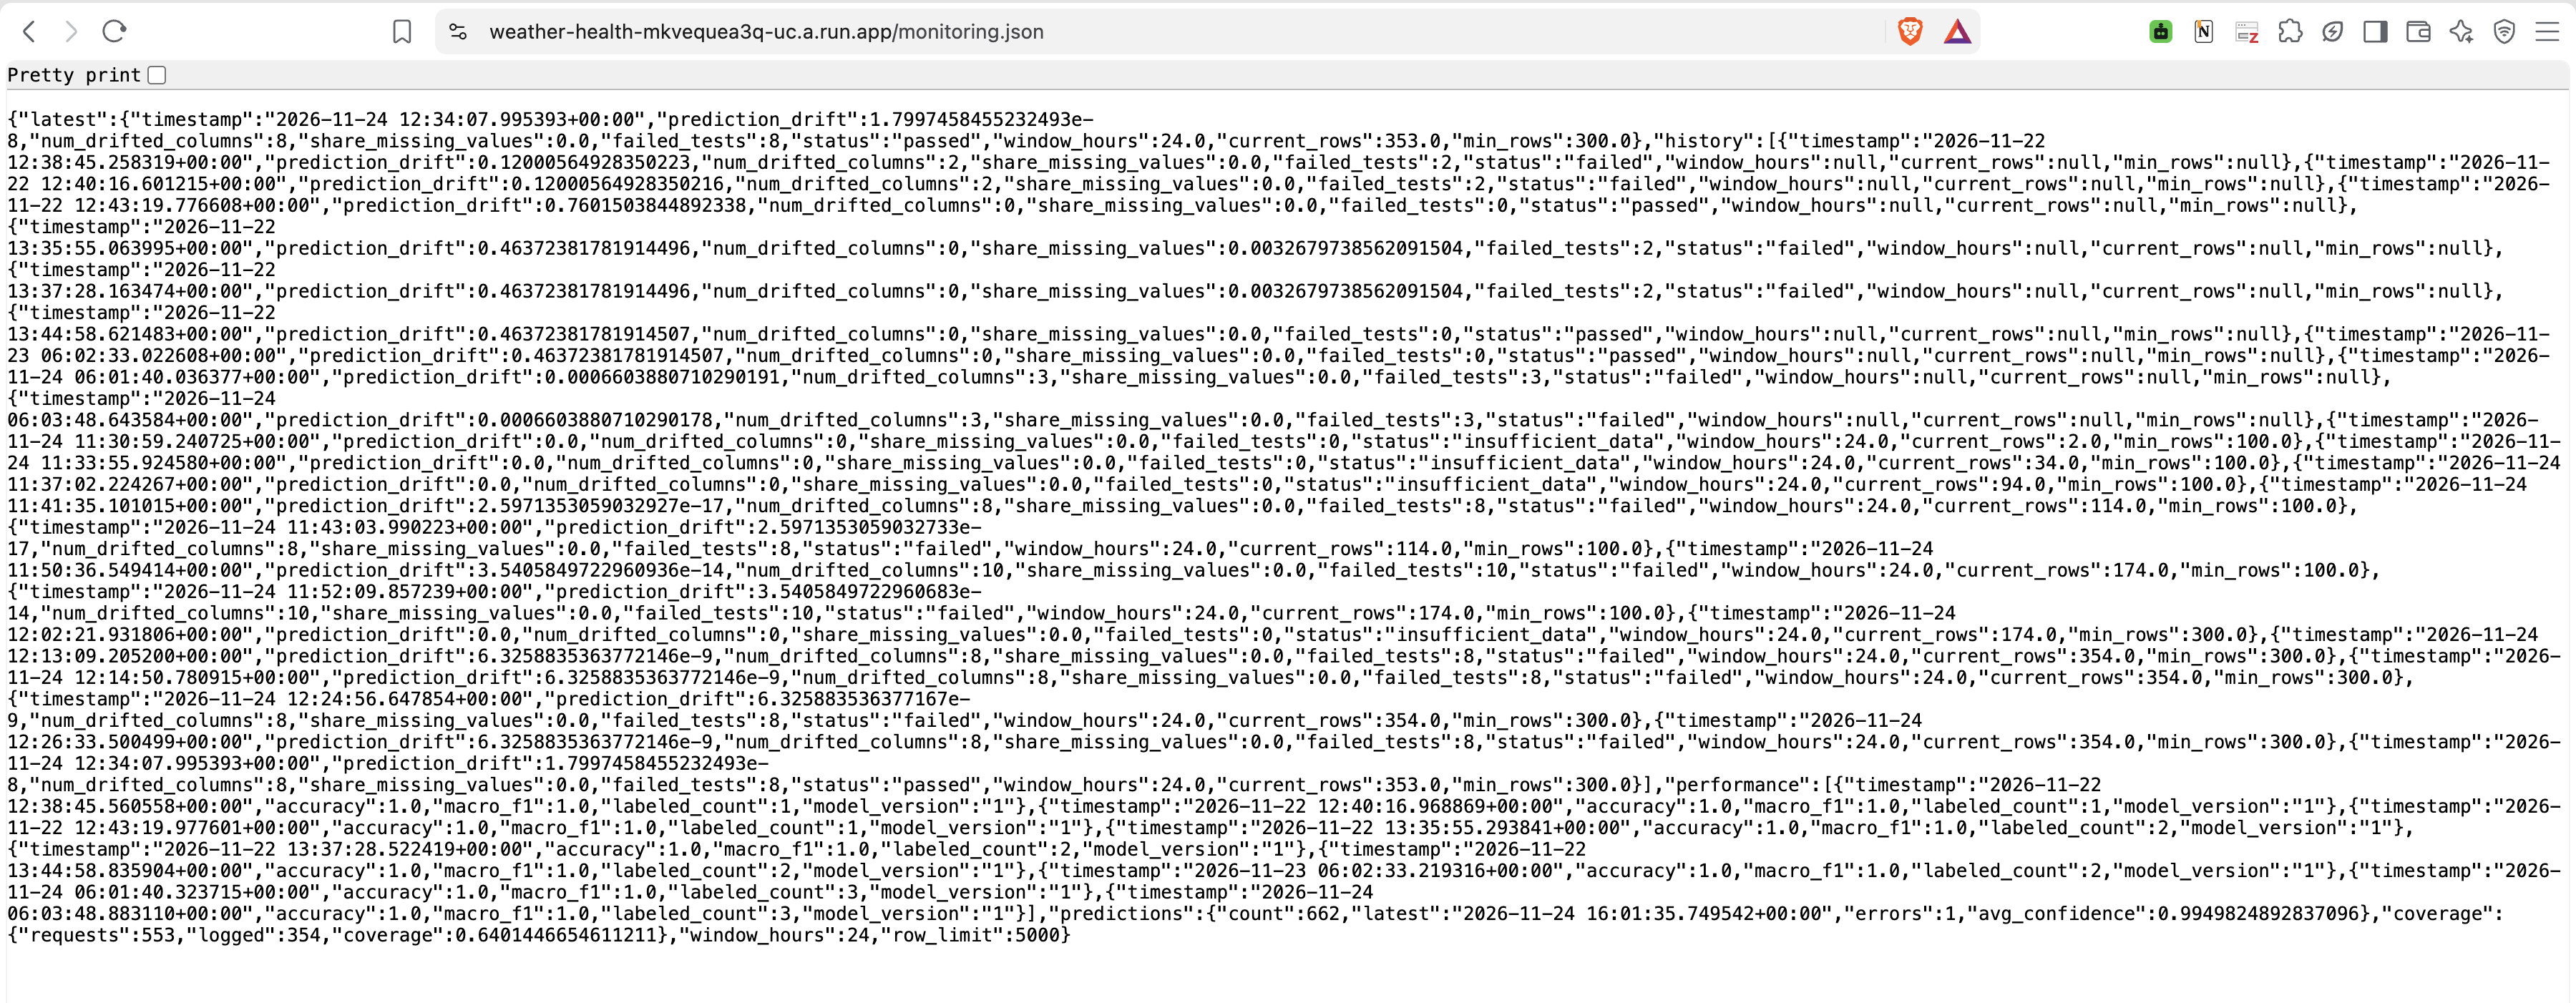 weather-health-mkvequea3q-uc.a.run.app/monitoring.json
Pretty print
{"latest":{"timestamp":"2026-11-24 12:34:07.995393+00:00","prediction_drift":1.7997458455232493e-
8,"num_drifted_columns":8,"share_missing_values":0.0,"failed_tests":8,"status":"passed","window_hours":24.0,"current_rows":353.0,"min_rows":300.0},"history":[{"timestamp":"2026-11-22
12:38:45.258319+00:00","prediction_drift":0.12000564928350223,"num_drifted_columns":2,"share_missing_values":0.0,"failed_tests":2,"status":"failed","window_hours":null,"current_rows":null,"min_rows":null},{"timestamp":"2026-11-
22 12:40:16.601215+00:00","prediction_drift":0.12000564928350216,"num_drifted_columns":2,"share_missing_values":0.0,"failed_tests":2,"status":"failed","window_hours":null,"current_rows":null,"min_rows":null},{"timestamp":"2026-
11-22 12:43:19.776608+00:00","prediction_drift":0.7601503844892338,"num_drifted_columns":0,"share_missing_values":0.0,"failed_tests":0,"status":"passed","window_hours":null,"current_rows":null,"min_rows":null},
{"timestamp":"2026-11-22
13:35:55.063995+00:00","prediction_drift":0.46372381781914496,"num_drifted_columns":0,"share_missing_values":0.0032679738562091504,"failed_tests":2,"status":"failed","window_hours":null,"current_rows":null,"min_rows":null},
{"timestamp":"2026-11-22
13:37:28.163474+00:00","prediction_drift":0.46372381781914496,"num_drifted_columns":0,"share_missing_values":0.0032679738562091504,"failed_tests":2,"status":"failed","window_hours":null,"current_rows":null,"min_rows":null},
{"timestamp":"2026-11-22
13:44:58.621483+00:00","prediction_drift":0.46372381781914507,"num_drifted_columns":0,"share_missing_values":0.0,"failed_tests":0,"status":"passed","window_hours":null,"current_rows":null,"min_rows":null},{"timestamp":"2026-11-
23 06:02:33.022608+00:00","prediction_drift":0.46372381781914507,"num_drifted_columns":0,"share_missing_values":0.0,"failed_tests":0,"status":"passed","window_hours":null,"current_rows":null,"min_rows":null},{"timestamp":"2026-
11-24 06:01:40.036377+00:00","prediction_drift":0.0006603880710290191,"num_drifted_columns":3,"share_missing_values":0.0,"failed_tests":3,"status":"failed","window_hours":null,"current_rows":null,"min_rows":null},
{"timestamp":"2026-11-24
06:03:48.643584+00:00","prediction_drift":0.0006603880710290178,"num_drifted_columns":3,"share_missing_values":0.0,"failed_tests":3,"status":"failed","window_hours":null,"current_rows":null,"min_rows":null},{"timestamp":"2026-
11-24 11:30:59.240725+00:00","prediction_drift":0.0,"num_drifted_columns":0,"share_missing_values":0.0,"failed_tests":0,"status":"insufficient_data","window_hours":24.0,"current_rows":2.0,"min_rows":100.0},{"timestamp":"2026-11-
24 11:33:55.924580+00:00","prediction_drift":0.0,"num_drifted_columns":0,"share_missing_values":0.0,"failed_tests":0,"status":"insufficient_data","window_hours":24.0,"current_rows":34.0,"min_rows":100.0},{"timestamp":"2026-11-24
11:37:02.224267+00:00","prediction_drift":0.0,"num_drifted_columns":0,"share_missing_values":0.0,"failed_tests":0,"status":"insufficient_data","window_hours":24.0,"current_rows":94.0,"min_rows":100.0},{"timestamp":"2026-11-24
11:41:35.101015+00:00","prediction_drift":2.5971353059032927e-17,"num_drifted_columns":8,"share_missing_values":0.0,"failed_tests":8,"status":"failed","window_hours":24.0,"current_rows":114.0,"min_rows":100.0},
{"timestamp":"2026-11-24 11:43:03.990223+00:00","prediction_drift":2.5971353059032733e-
17,"num_drifted_columns":8,"share_missing_values":0.0,"failed_tests":8,"status":"failed","window_hours":24.0,"current_rows":114.0,"min_rows":100.0},{"timestamp":"2026-11-24
11:50:36.549414+00:00","prediction_drift":3.5405849722960936e-14,"num_drifted_columns":10,"share_missing_values":0.0,"failed_tests":10,"status":"failed","window_hours":24.0,"current_rows":174.0,"min_rows":100.0},
{"timestamp":"2026-11-24 11:52:09.857239+00:00","prediction_drift":3.5405849722960683e-
14,"num_drifted_columns":10,"share_missing_values":0.0,"failed_tests":10,"status":"failed","window_hours":24.0,"current_rows":174.0,"min_rows":100.0},{"timestamp":"2026-11-24
12:02:21.931806+00:00","prediction_drift":0.0,"num_drifted_columns":0,"share_missing_values":0.0,"failed_tests":0,"status":"insufficient_data","window_hours":24.0,"current_rows":174.0,"min_rows":300.0},{"timestamp":"2026-11-24
12:13:09.205200+00:00","prediction_drift":6.3258835363772146e-9,"num_drifted_columns":8,"share_missing_values":0.0,"failed_tests":8,"status":"failed","window_hours":24.0,"current_rows":354.0,"min_rows":300.0},{"timestamp":"2026-
11-24 12:14:50.780915+00:00","prediction_drift":6.3258835363772146e-9,"num_drifted_columns":8,"share_missing_values":0.0,"failed_tests":8,"status":"failed","window_hours":24.0,"current_rows":354.0,"min_rows":300.0},
{"timestamp":"2026-11-24 12:24:56.647854+00:00","prediction_drift":6.325883536377167e-
9,"num_drifted_columns":8,"share_missing_values":0.0,"failed_tests":8,"status":"failed","window_hours":24.0,"current_rows":354.0,"min_rows":300.0},{"timestamp":"2026-11-24
12:26:33.500499+00:00","prediction_drift":6.3258835363772146e-9,"num_drifted_columns":8,"share_missing_values":0.0,"failed_tests":8,"status":"failed","window_hours":24.0,"current_rows":354.0,"min_rows":300.0},{"timestamp":"2026-
11-24 12:34:07.995393+00:00","prediction_drift":1.7997458455232493e-
8,"num_drifted_columns":8,"share_missing_values":0.0,"failed_tests":8,"status":"passed","window_hours":24.0,"current_rows":353.0,"min_rows":300.0}],"performance":[{"timestamp":"2026-11-22
12:38:45.560558+00:00","accuracy":1.0,"macro_f1":1.0,"labeled_count":1,"model_version":"1"},{"timestamp":"2026-11-22 12:40:16.968869+00:00","accuracy":1.0,"macro_f1":1.0,"labeled_count":1,"model_version":"1"},{"timestamp":"2026-
11-22 12:43:19.977601+00:00","accuracy":1.0,"macro_f1":1.0,"labeled_count":1,"model_version":"1"},{"timestamp":"2026-11-22 13:35:55.293841+00:00","accuracy":1.0,"macro_f1":1.0,"labeled_count":2,"model_version":"1"},
{"timestamp":"2026-11-22 13:37:28.522419+00:00","accuracy":1.0,"macro_f1":1.0,"labeled_count":2,"model_version":"1"},{"timestamp":"2026-11-22
13:44:58.835904+00:00","accuracy":1.0,"macro_f1":1.0,"labeled_count":2,"model_version":"1"},{"timestamp":"2026-11-23 06:02:33.219316+00:00","accuracy":1.0,"macro_f1":1.0,"labeled_count":2,"model_version":"1"},{"timestamp":"2026-
11-24 06:01:40.323715+00:00","accuracy":1.0,"macro_f1":1.0,"labeled_count":3,"model_version":"1"},{"timestamp":"2026-11-24
06:03:48.883110+00:00","accuracy":1.0,"macro_f1":1.0,"labeled_count":3,"model_version":"1"}],"predictions":{"count":662,"latest":"2026-11-24 16:01:35.749542+00:00","errors":1,"avg_confidence":0.9949824892837096},"coverage":
{"requests":553,"logged":354,"coverage":0.6401446654611211},"window_hours":24,"row_limit":5000}